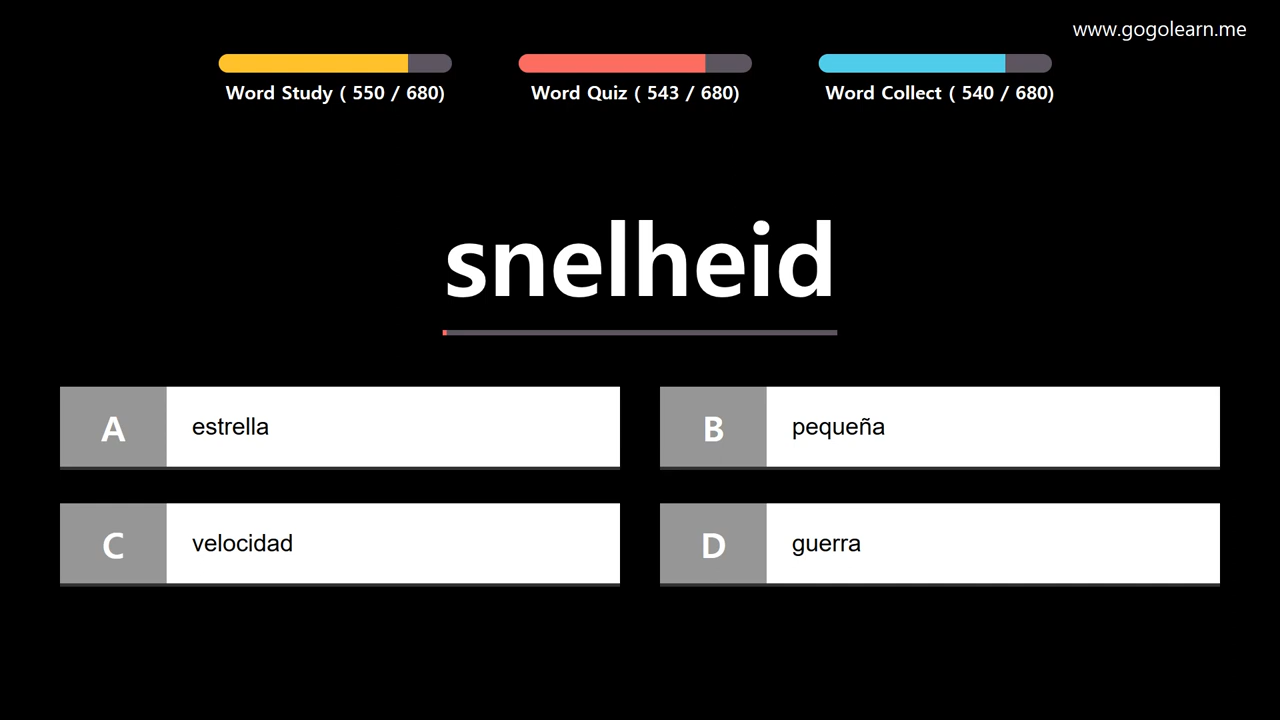 www.gogolearn.me
Word Study ( 550 / 680)
Word Quiz ( 543 / 680)
Word Collect ( 540 / 680)
snelheid
A estrella
B pequeña
C velocidad
D guerra